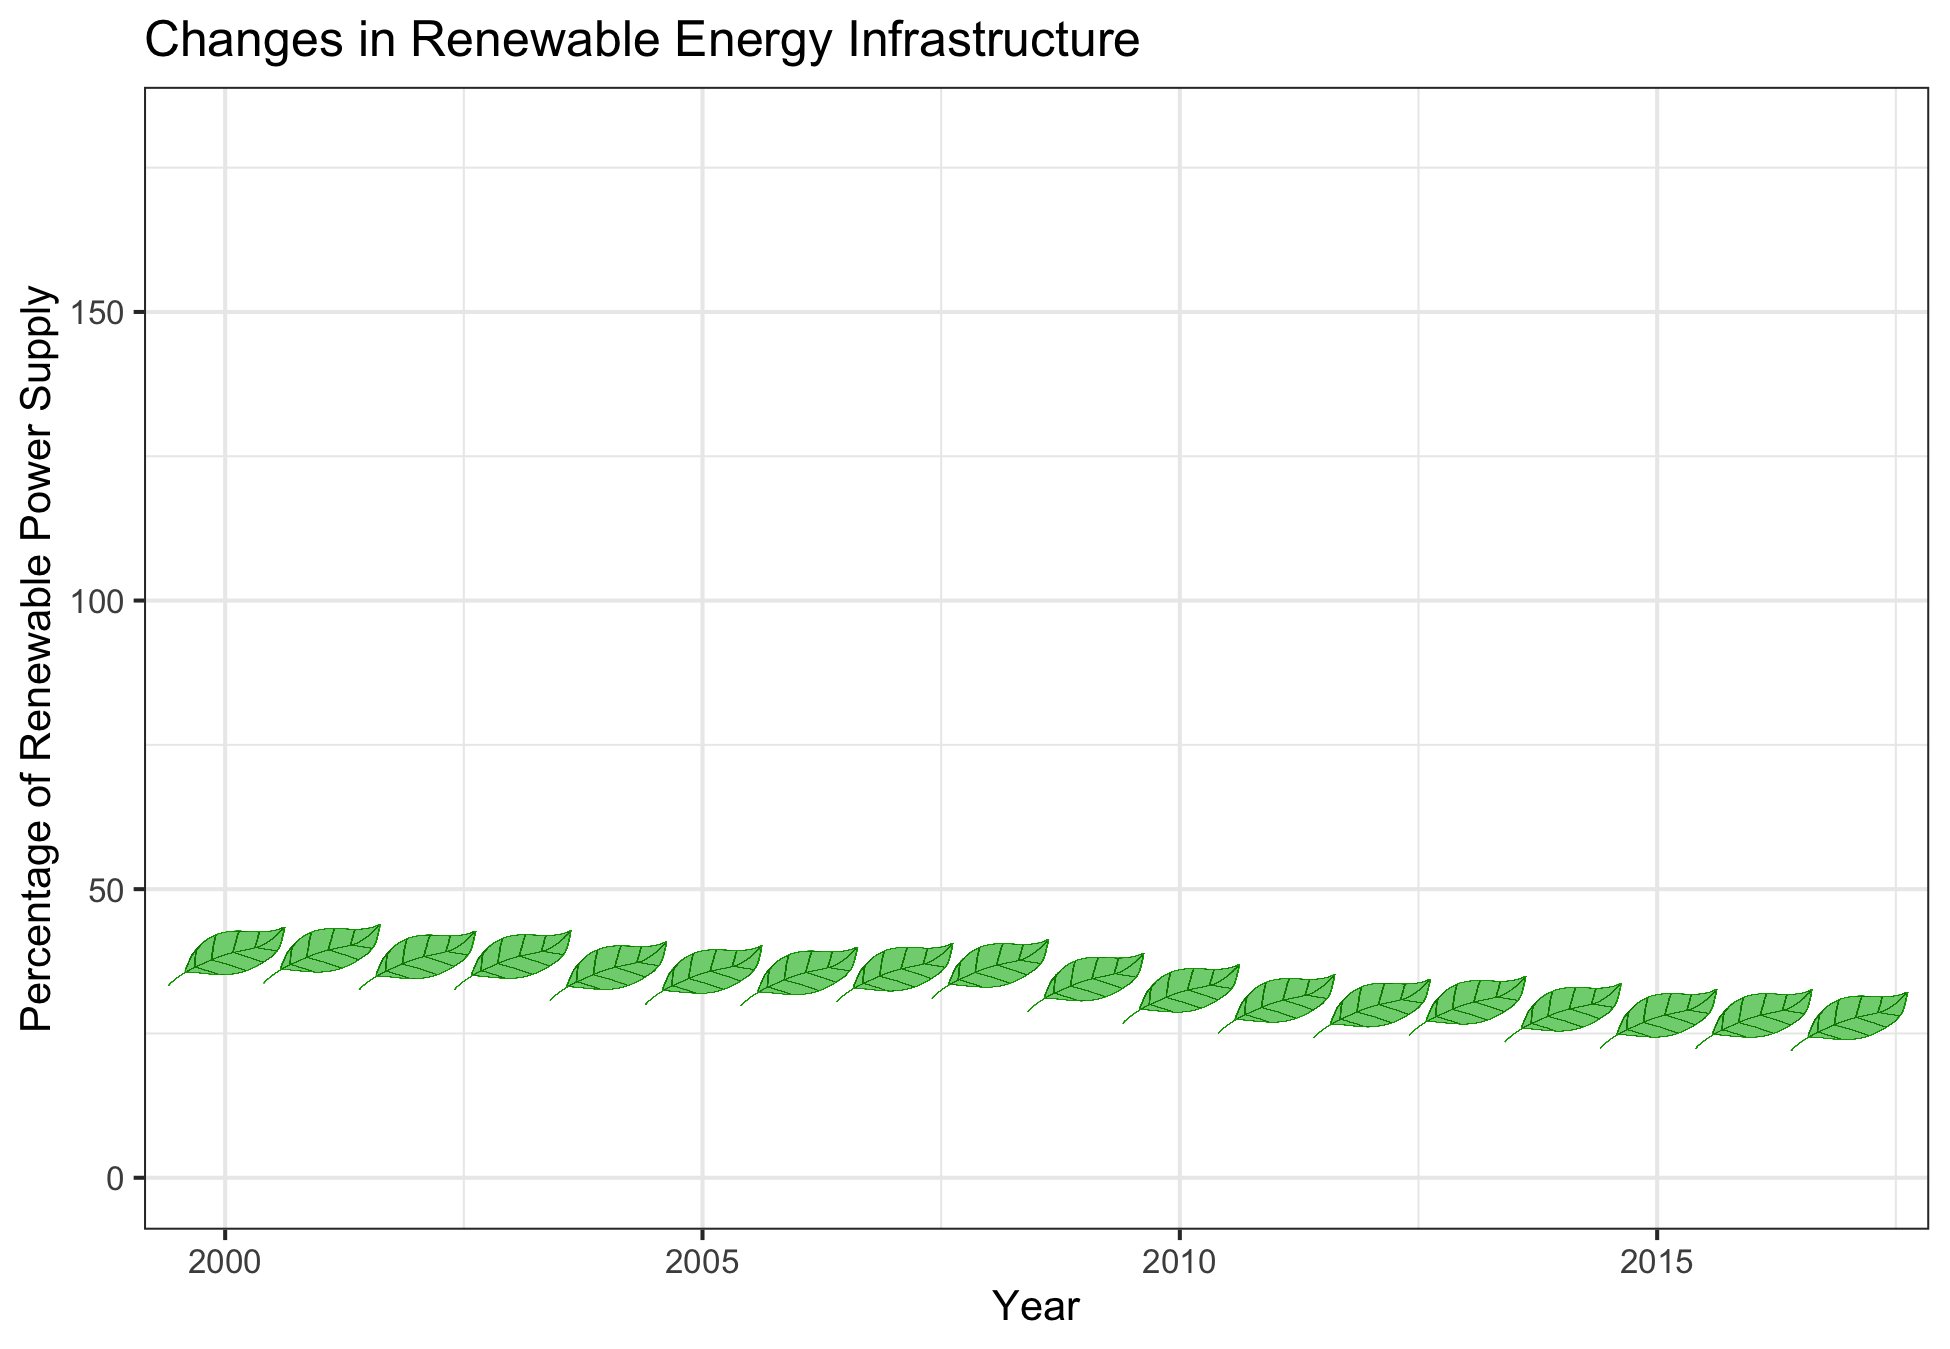 Changes in Renewable Energy Infrastructure
Percentage of Renewable Power Supply
150
100
50
0
2000
2005
2010
2015
Year